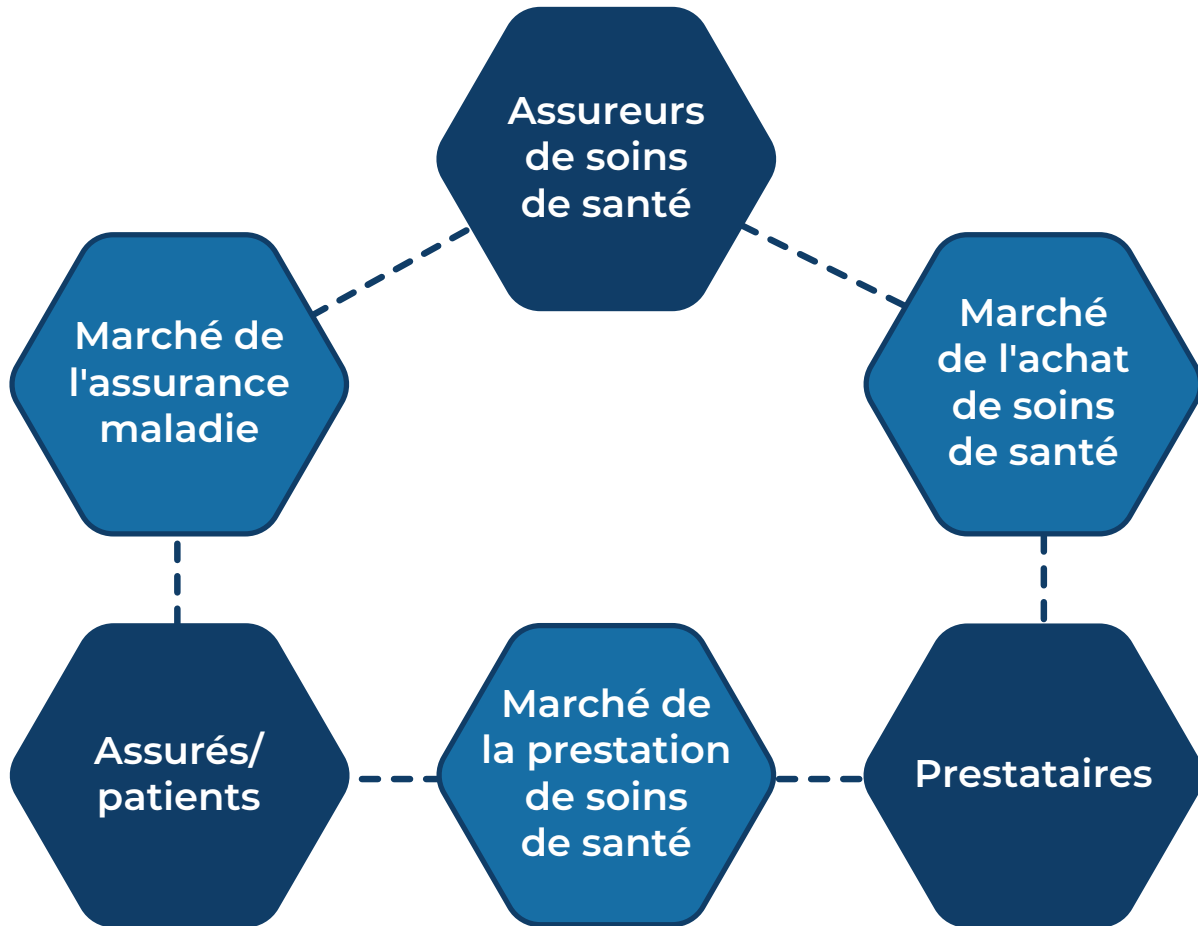 Assureurs
de soins
de santé
Marché de
l'assurance
maladie
Marché
de l'achat
de soins
de santé
Assurés/
patients
Marché de
la prestation
de soins
de santé
Prestataires